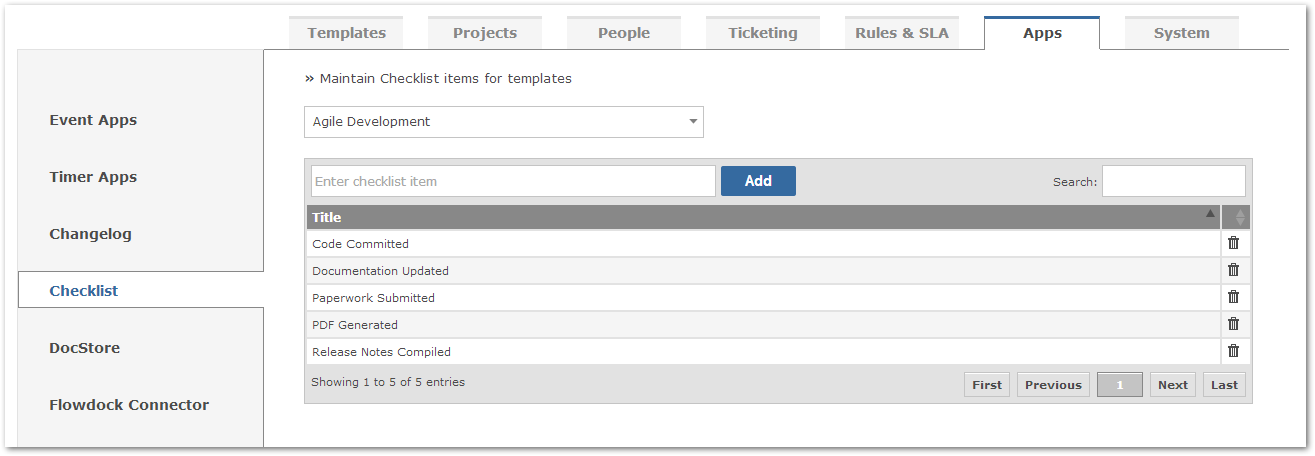 Templates Projects People Ticketing Rules & SLA Apps System
» Maintain Checklist items for templates
Event Apps
Agile Development
Timer Apps
Enter checklist item Add Search:
Title
Changelog
Code Committed
Documentation Updated
Checklist
Paperwork Submitted
PDF Generated
DocStore
Release Notes Compiled
Showing 1 to 5 of 5 entries First Previous 1 Next Last
Flowdock Connector